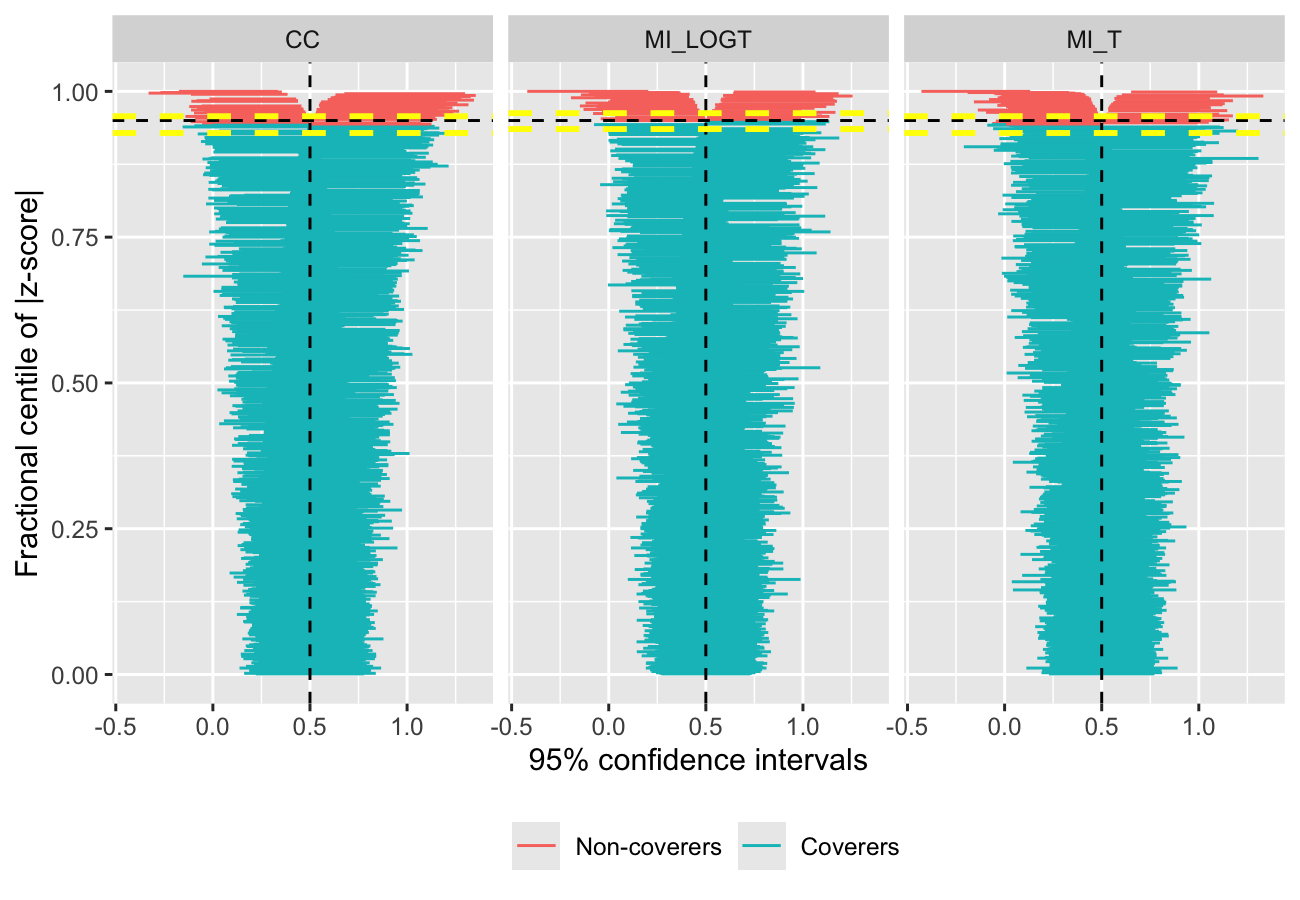 CC MI_LOGT MI_T
Fractional centile of |z-score|
1.00
0.75
0.50
0.25
0.00
-0.5 0.0 0.5 1.0 -0.5 0.0 0.5 1.0 -0.5 0.0 0.5 1.0
95% confidence intervals
Non-coverers Coverers